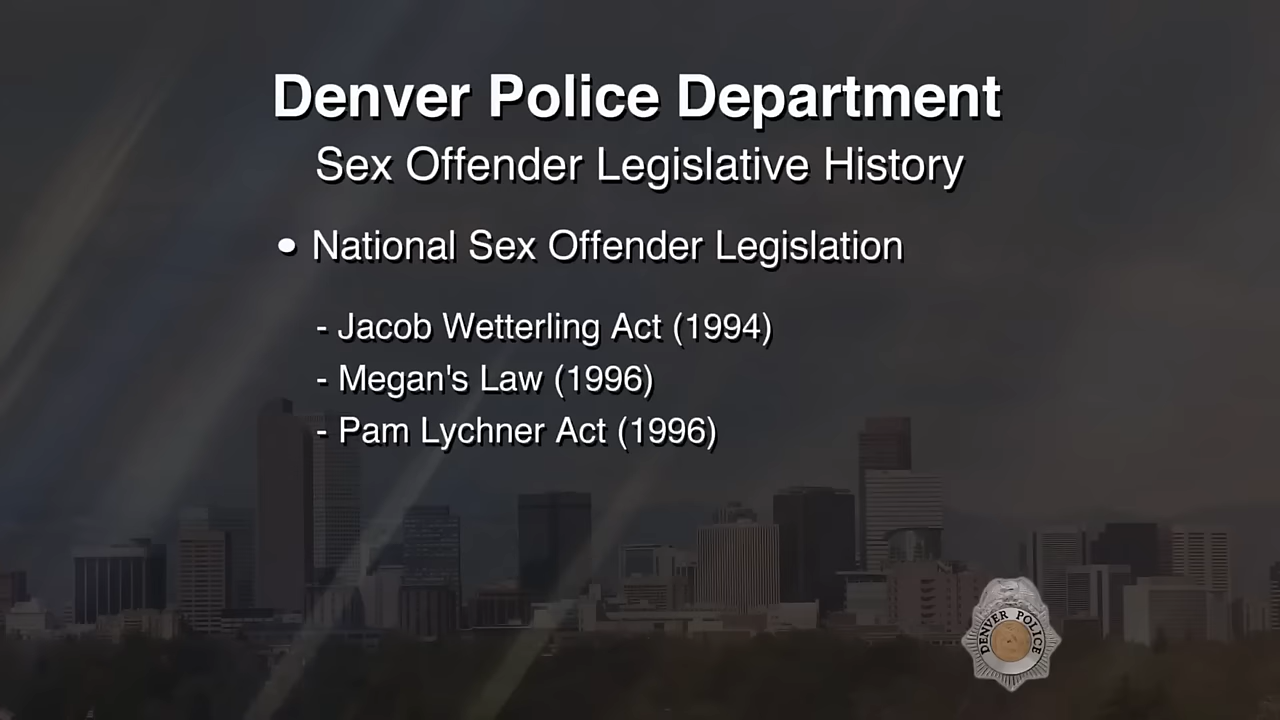 Denver Police Department
Sex Offender Legislative History
• National Sex Offender Legislation
- Jacob Wetterling Act (1994)
- Megan's Law (1996)
- Pam Lychner Act (1996)
DENVER POLICE